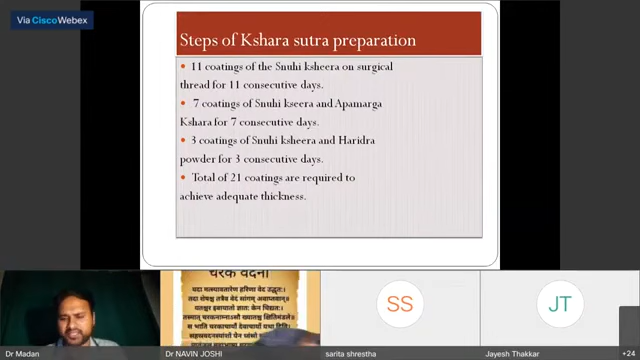 Via Cisco Webex
Steps of Kshara sutra preparation
• 11 coatings of the Snuhi ksheera on surgical
thread for 11 consecutive days.
• 7 coatings of Snuhi kseera and Apamarga
Kshara for 7 consecutive days.
• 3 coatings of Snuhi ksheera and Haridra
powder for 3 consecutive days.
• Total of 21 coatings are required to
achieve adequate thickness.
चरक वंदना
SS
JT
Dr Madan
Dr NAVIN JOSHI
sarita shrestha
Jayesh Thakkar
+24